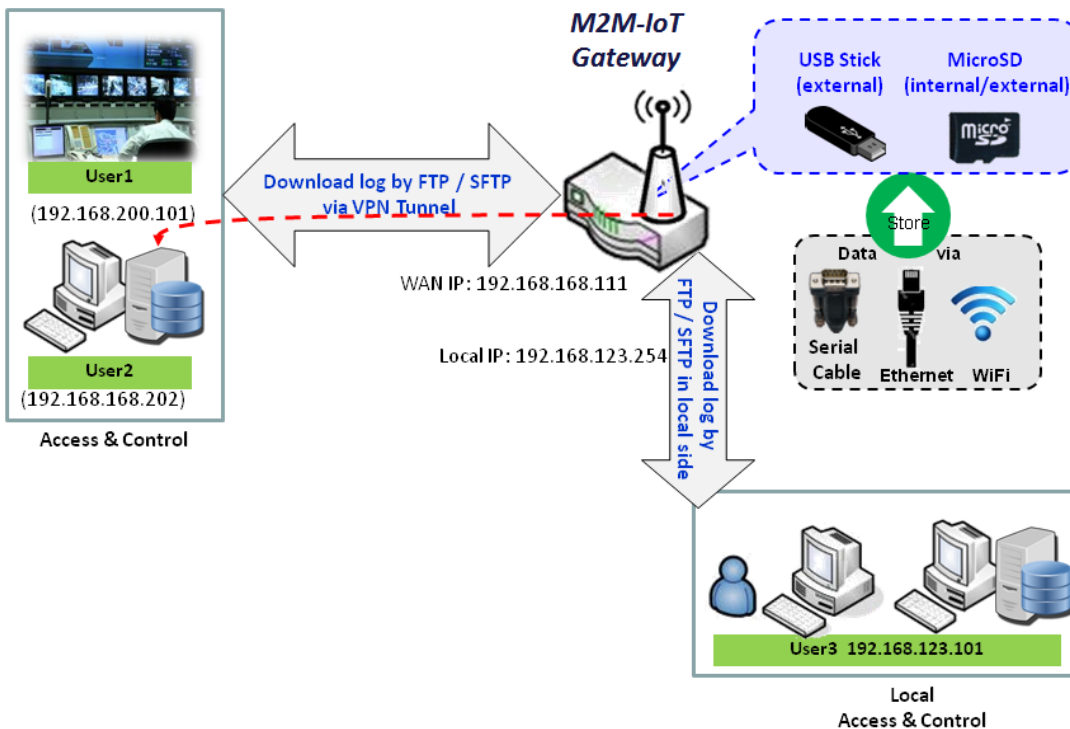 M2M-IoT
Gateway
USB Stick
(external)
MicroSD
(internal/external)
micro
SD
User1
(192.168.200.101)
Download log by FTP / SFTP
via VPN Tunnel
Store
Data via
WAN IP: 192.168.168.111
Serial
Cable
Ethernet
WiFi
Local IP: 192.168.123.254
Download log by
FTP / SFTP in local side
User2
(192.168.168.202)
Access & Control
User3 192.168.123.101
Local
Access & Control